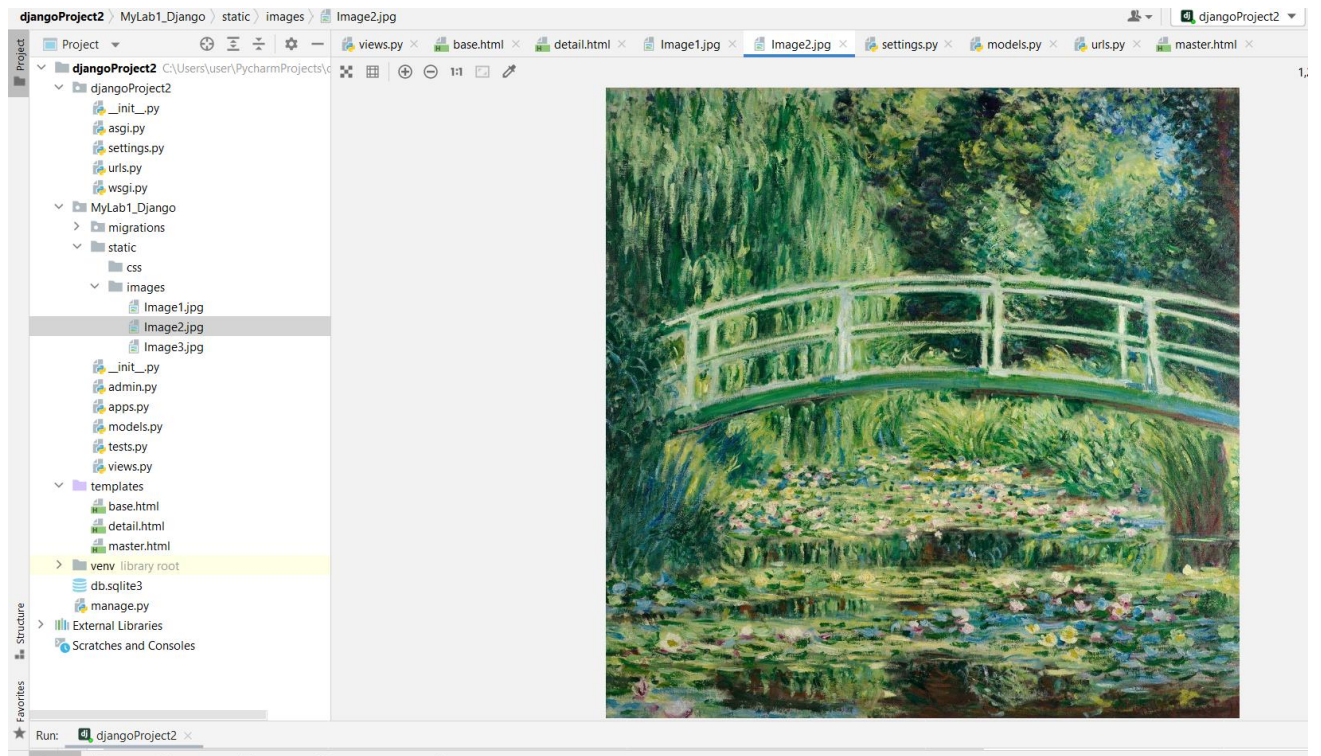 djangoProject2 MyLab1_Django static images Image2.jpg djangoProject2
Project
Project
views.py base.html detail.html Image1.jpg Image2.jpg settings.py models.py urls.py master.html
djangoProject2 C:\Users\user\PycharmProjects\
1:1
djangoProject2
__init__.py
asgi.py
settings.py
urls.py
wsgi.py
MyLab1_Django
migrations
static
css
images
Image1.jpg
Image2.jpg
Image3.jpg
__init__.py
admin.py
apps.py
models.py
tests.py
views.py
templates
base.html
detail.html
master.html
venv library root
db.sqlite3
manage.py
External Libraries
Scratches and Consoles
Structure
Favorites
Run: djangoProject2